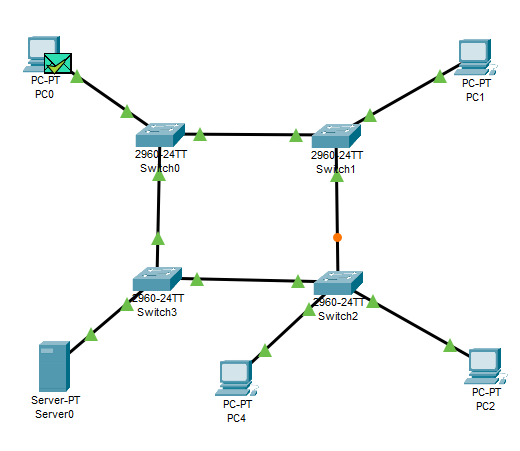 PC-PT
PC0
PC-PT
PC1
2960-24TT
Switch0
2960-24TT
Switch1
2960-24TT
Switch3
2960-24TT
Switch2
Server-PT
Server0
PC-PT
PC4
PC-PT
PC2